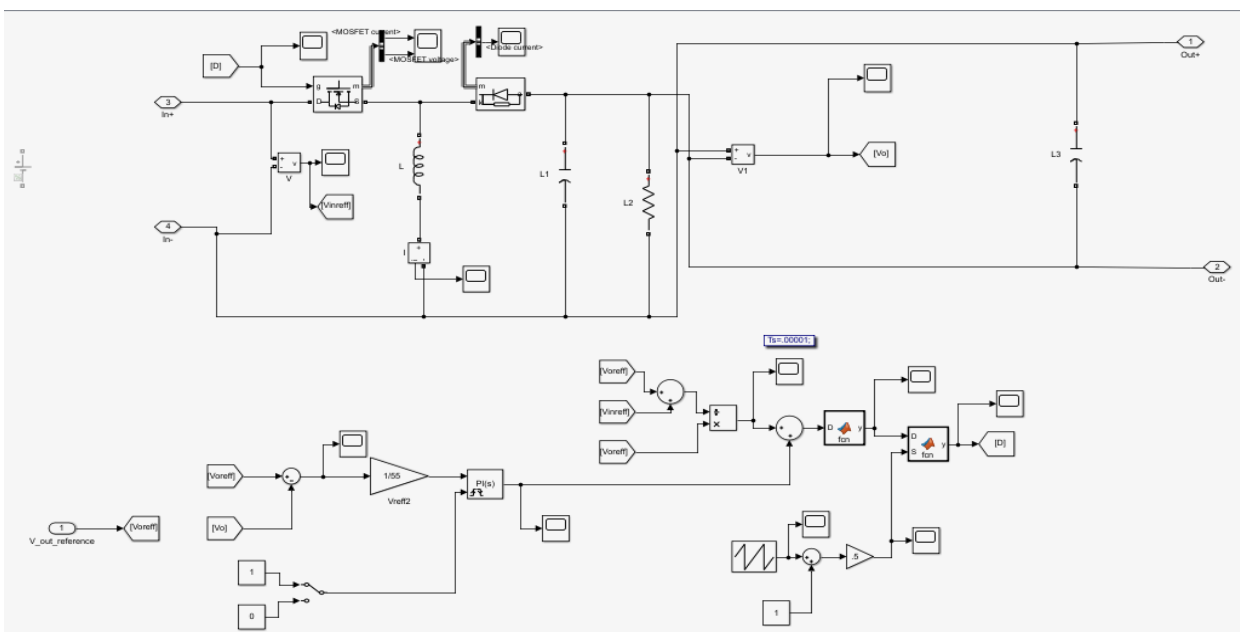 <MOSFET current>
<MOSFET voltage>
<Diode current>
[D]
g
m
D
S
m
3
In+
1
Out+
+
-
v
V
[Vinreff]
L
L1
L2
+
-
v
V1
[Vo]
L3
4
In-
I
+
2
Out-
Ts=.00001;
[Voreff]
[Vinreff]
[Voreff]
÷
×
D
y
fcn
D
S
y
fcn
[D]
[Voreff]
1/55
Vreff2
PI(s)
[Vo]
1
V_out_reference
[Voreff]
1
0
.5
1